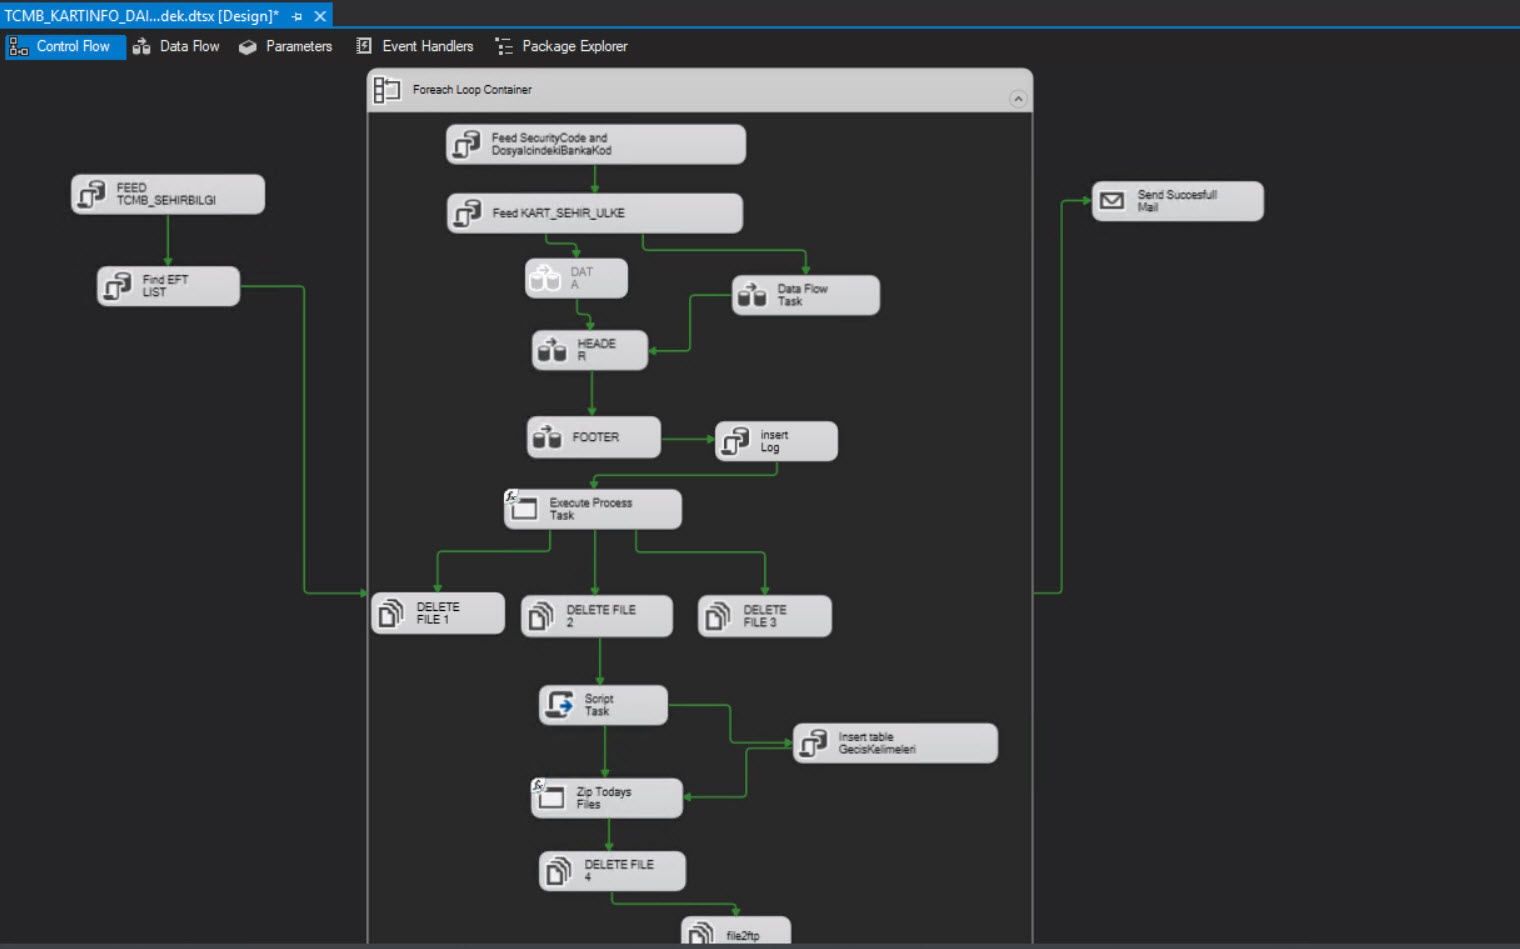 TCMB_KARTINFO_DAI...dek.dtsx [Design]*
Control Flow
Data Flow
Parameters
Event Handlers
Package Explorer
Foreach Loop Container
Feed SecurityCode and
DosyaIcindekiBankaKod
FEED
TCMB_SEHIRBILGI
Send Succesfull
Mail
Feed KART_SEHIR_ULKE
Find EFT
LIST
DAT
A
Data Flow
Task
HEADE
R
FOOTER
insert
Log
fx
Execute Process
Task
DELETE
FILE 1
DELETE FILE
2
DELETE
FILE 3
Script
Task
Insert table
GecisKelimeleri
fx
Zip Todays
Files
DELETE FILE
4
file2ftp